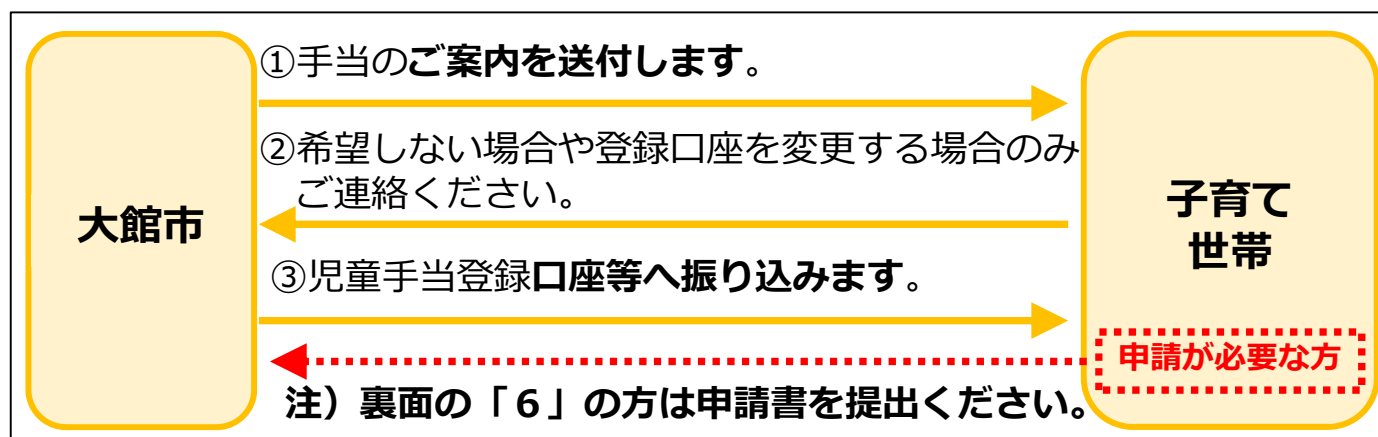 大館市
①手当のご案内を送付します。
②希望しない場合や登録口座を変更する場合のみ
ご連絡ください。
③児童手当登録口座等へ振り込みます。
子育て
世帯
申請が必要な方
注）裏面の「６」の方は申請書を提出ください。